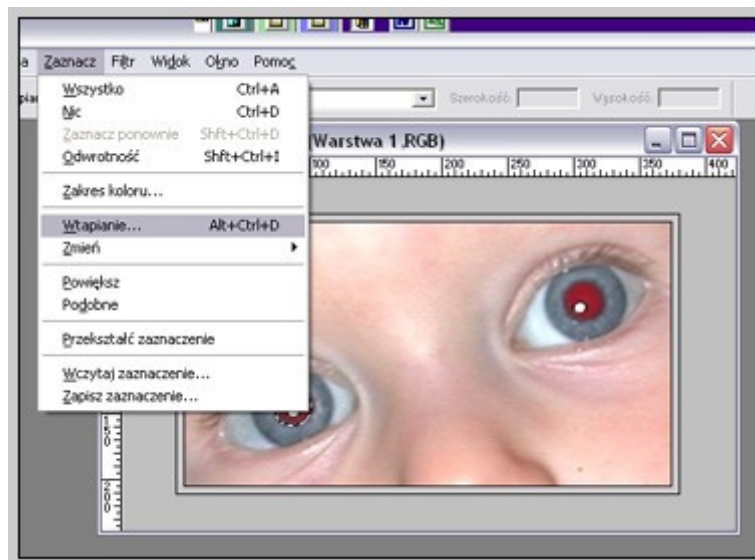 Zaznacz Filtr Widok Okno Pomoc
Wszystko Ctrl+A
Nic Ctrl+D
Zaznacz ponownie Shft+Ctrl+D
Odwrotność Shft+Ctrl+I
Zakres koloru...
Wtapianie... Alt+Ctrl+D
Zmień
Powiększ
Podobne
Przekształć zaznaczenie
Wczytaj zaznaczenie...
Zapisz zaznaczenie...
Szerokość: Wysokość:
(Warstwa 1,RGB)
100 150 200 250 300 350 400